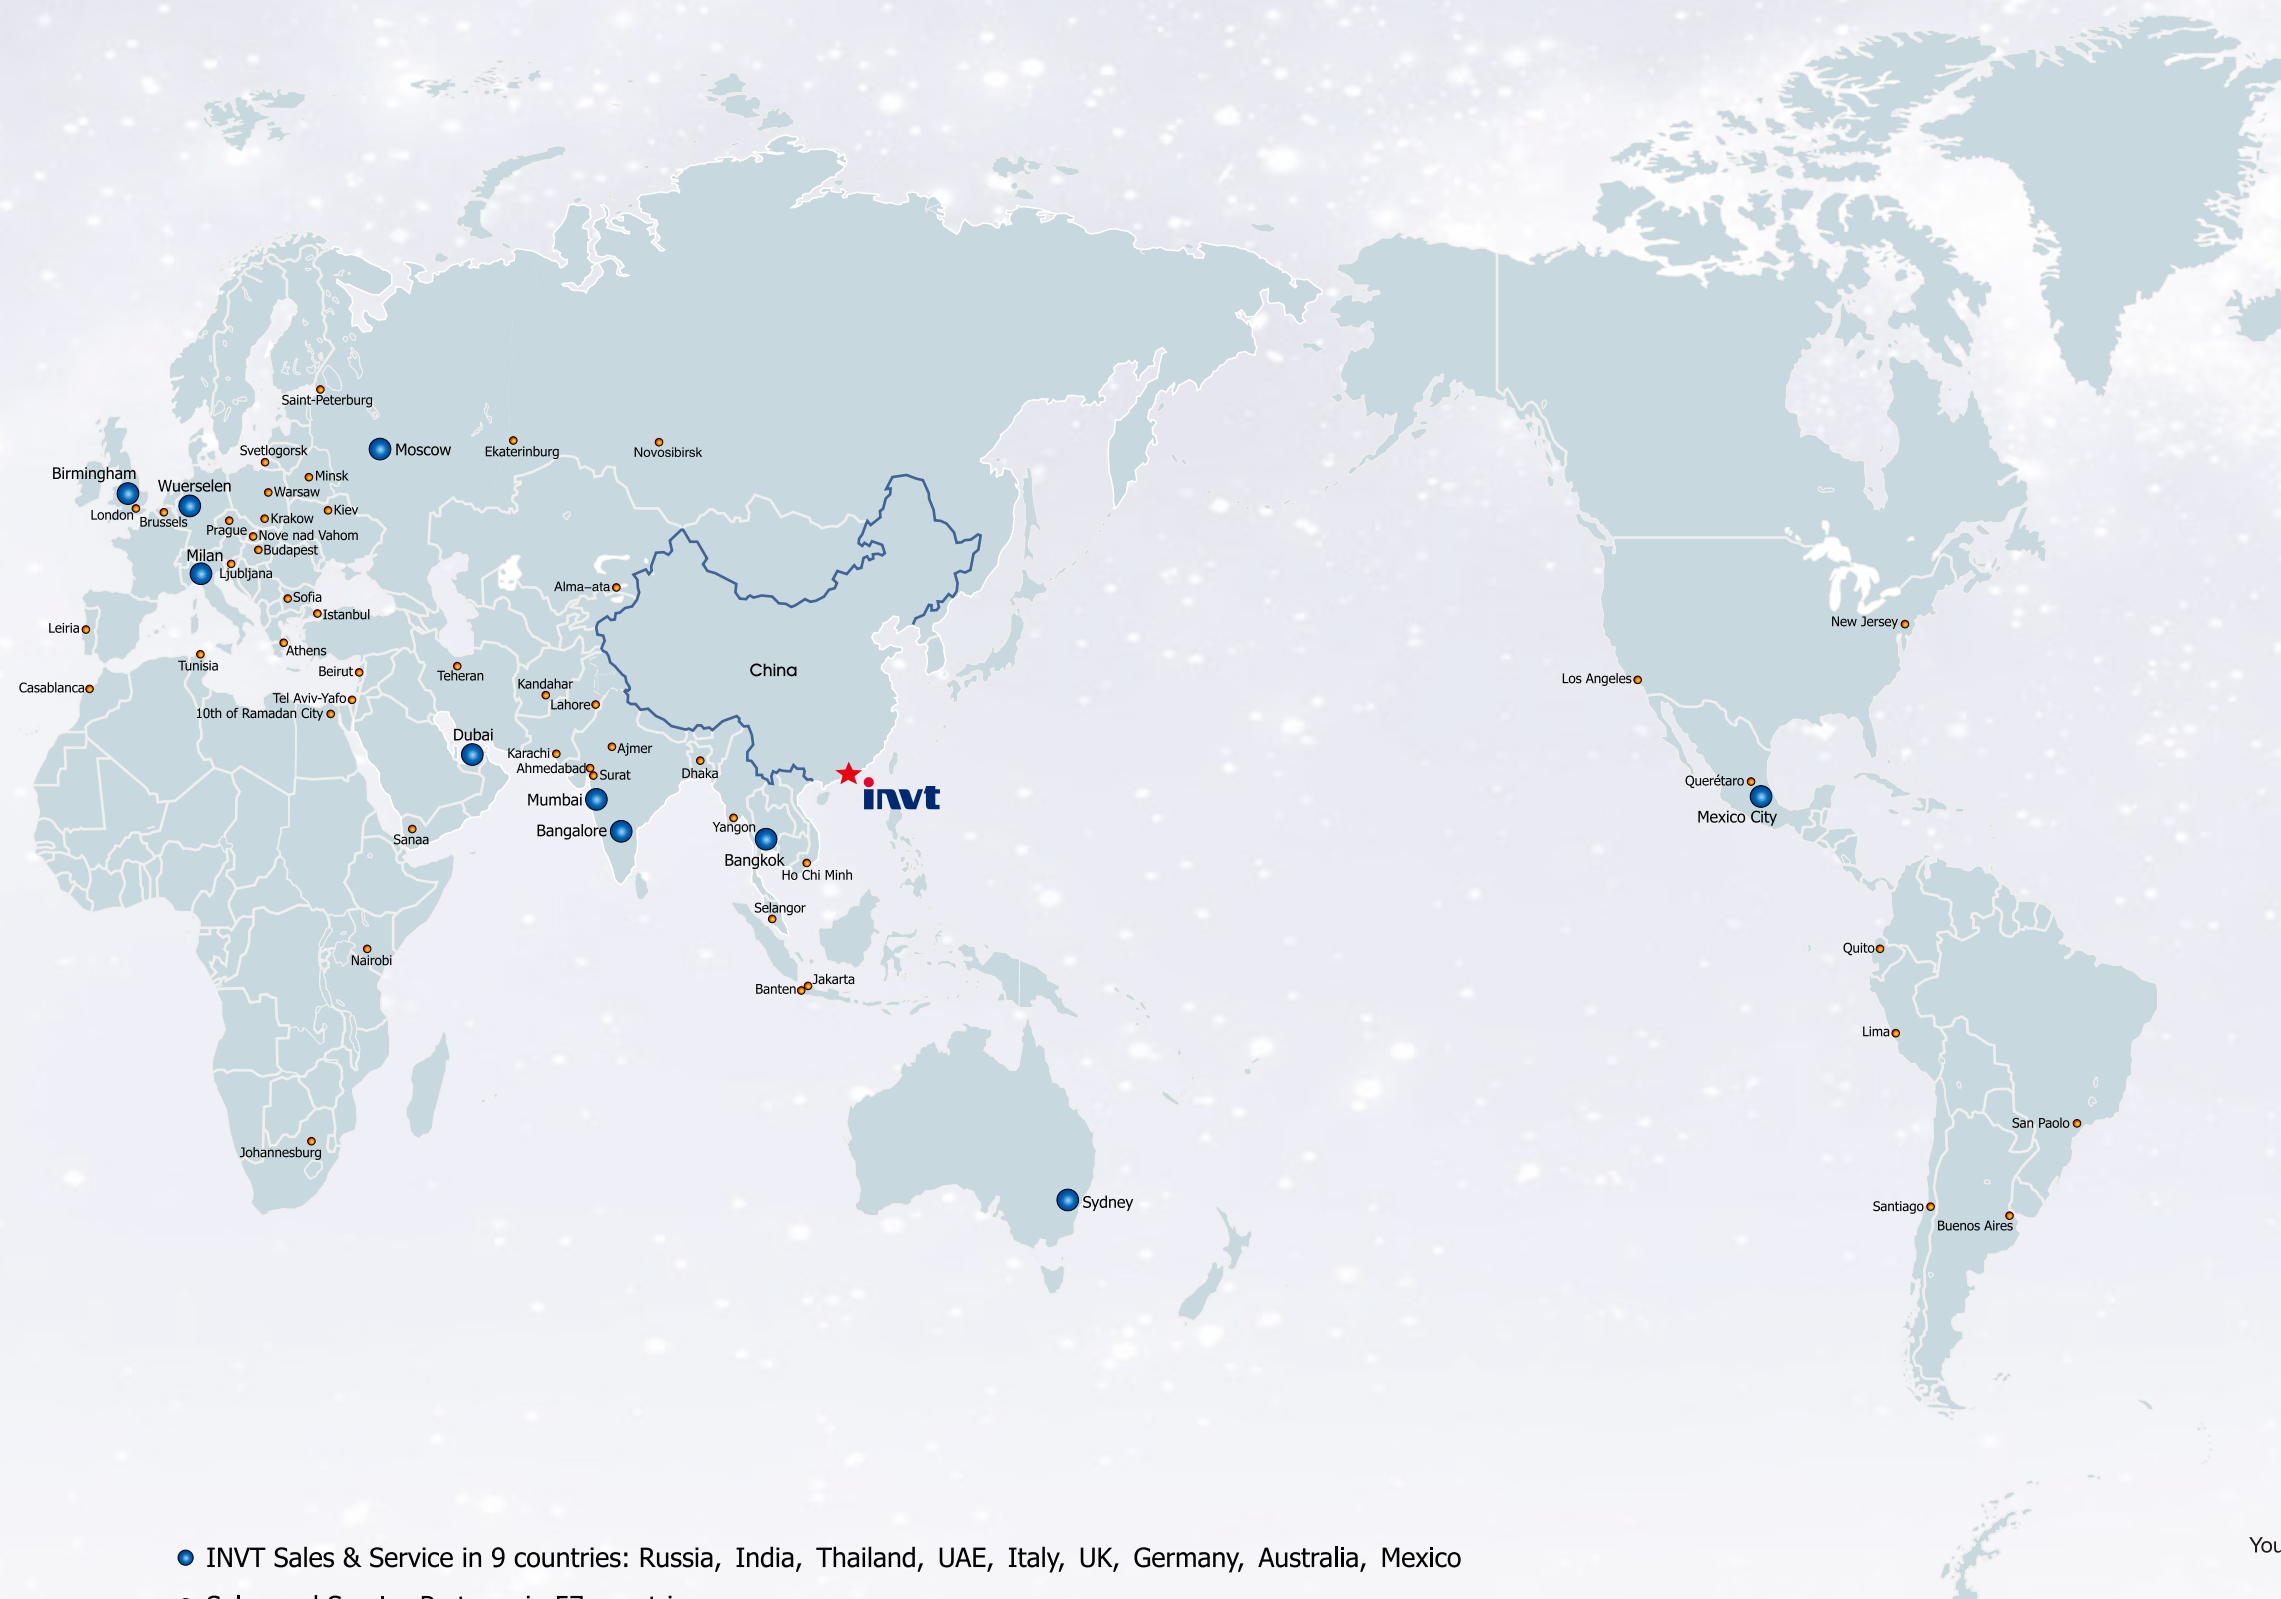 Saint-Peterburg
Moscow
Ekaterinburg
Novosibirsk
Svetlogorsk
Birmingham
Minsk
Wuerselen
Warsaw
London
Brussels
Kiev
Krakow
Prague
Nove nad Vahom
Budapest
Milan
Ljubljana
Alma-ata
Sofia
Istanbul
Leiria
New Jersey
Athens
Tunisia
Beirut
Teheran
China
Los Angeles
Casablanca
Kandahar
Tel Aviv-Yafo
Lahore
10th of Ramadan City
Dubai
Karachi
Ajmer
Ahmedabad
Surat
Dhaka
Querétaro
Mumbai
invt
Mexico City
Yangon
Bangalore
Sanaa
Bangkok
Ho Chi Minh
Selangor
Quito
Nairobi
Jakarta
Banten
Lima
San Paolo
Johannesburg
Sydney
Santiago
Buenos Aires
You
INVT Sales & Service in 9 countries: Russia, India, Thailand, UAE, Italy, UK, Germany, Australia, Mexico